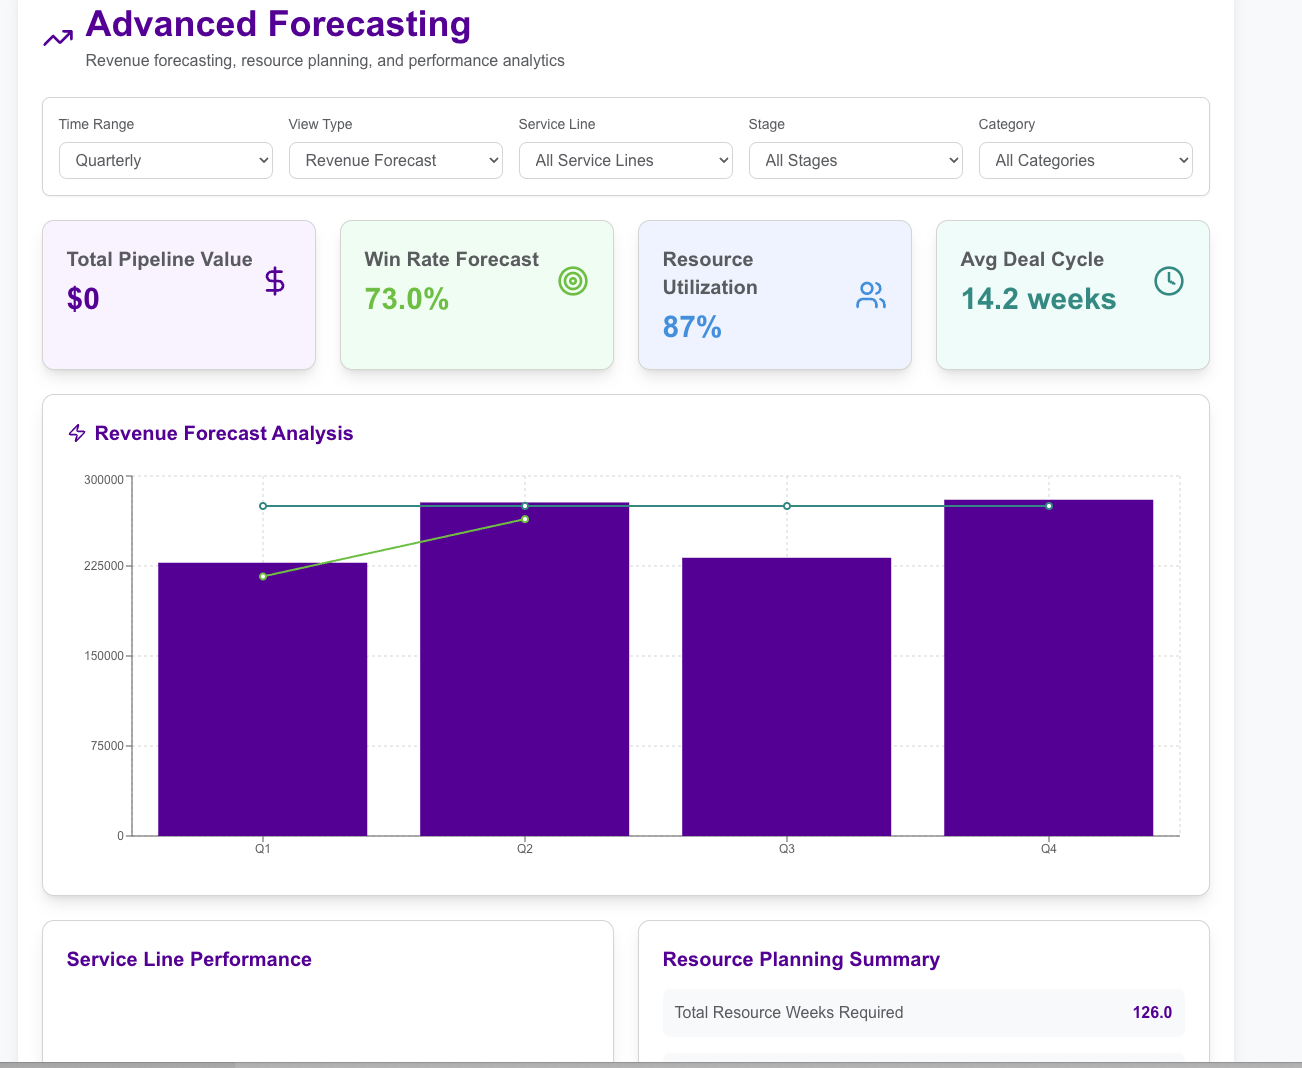 Advanced Forecasting
Revenue forecasting, resource planning, and performance analytics
Time Range
View Type
Service Line
Stage
Category
Quarterly
Revenue Forecast
All Service Lines
All Stages
All Categories
Total Pipeline Value
$0
Win Rate Forecast
73.0%
Resource
Utilization
87%
Avg Deal Cycle
14.2 weeks
Revenue Forecast Analysis
300000
225000
150000
75000
0
Q1
Q2
Q3
Q4
Service Line Performance
Resource Planning Summary
Total Resource Weeks Required
126.0